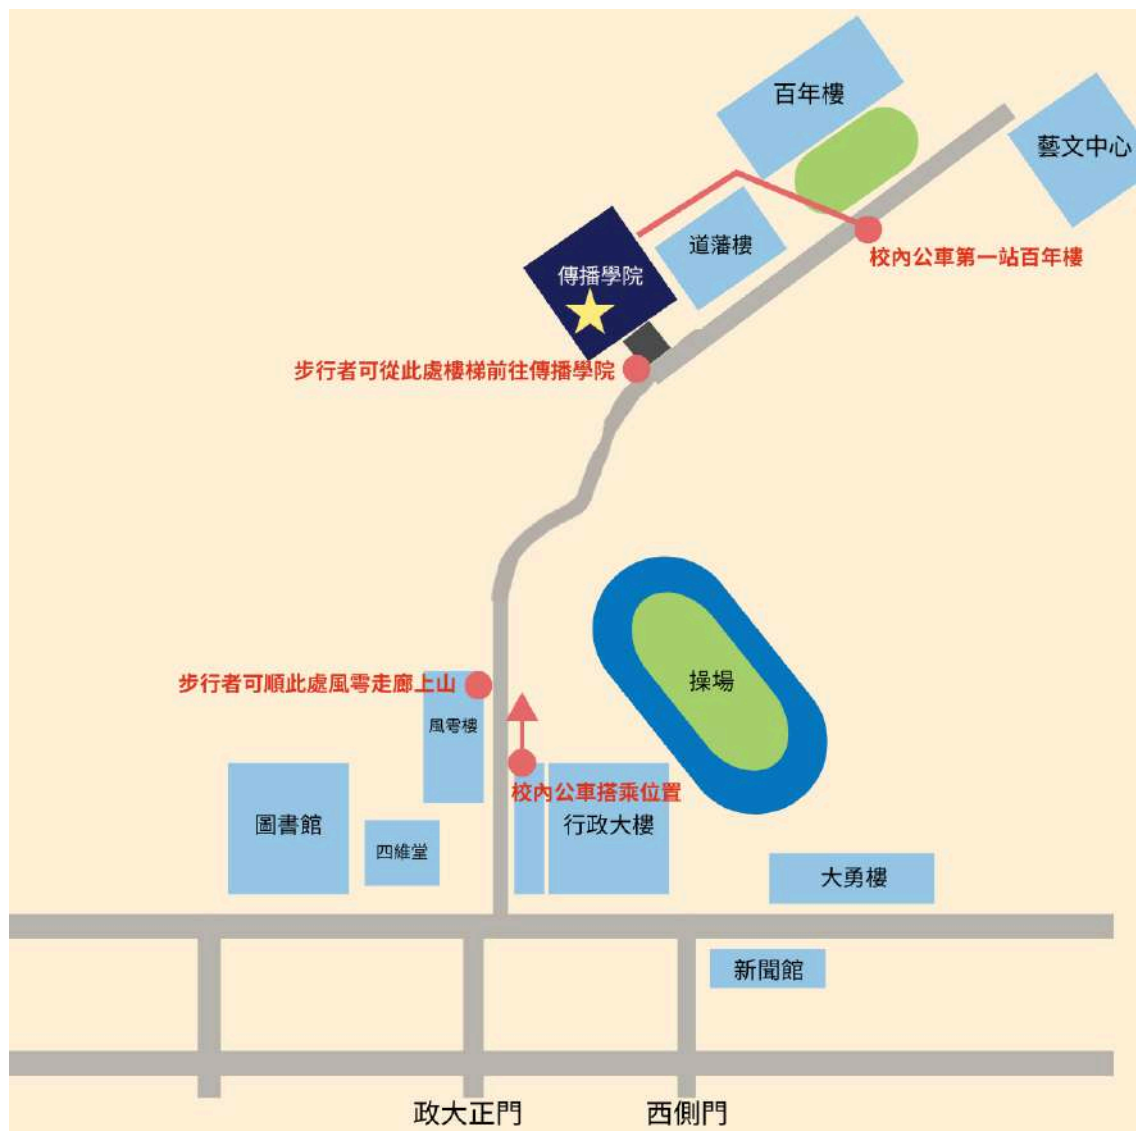 百年樓
藝文中心
道藩樓
校內公車第一站百年樓
傳播學院
步行者可從此處樓梯前往傳播學院
操場
步行者可順此處風雩走廊上山
風雩樓
校內公車搭乘位置
圖書館
行政大樓
四維堂
大勇樓
新聞館
政大正門
西側門